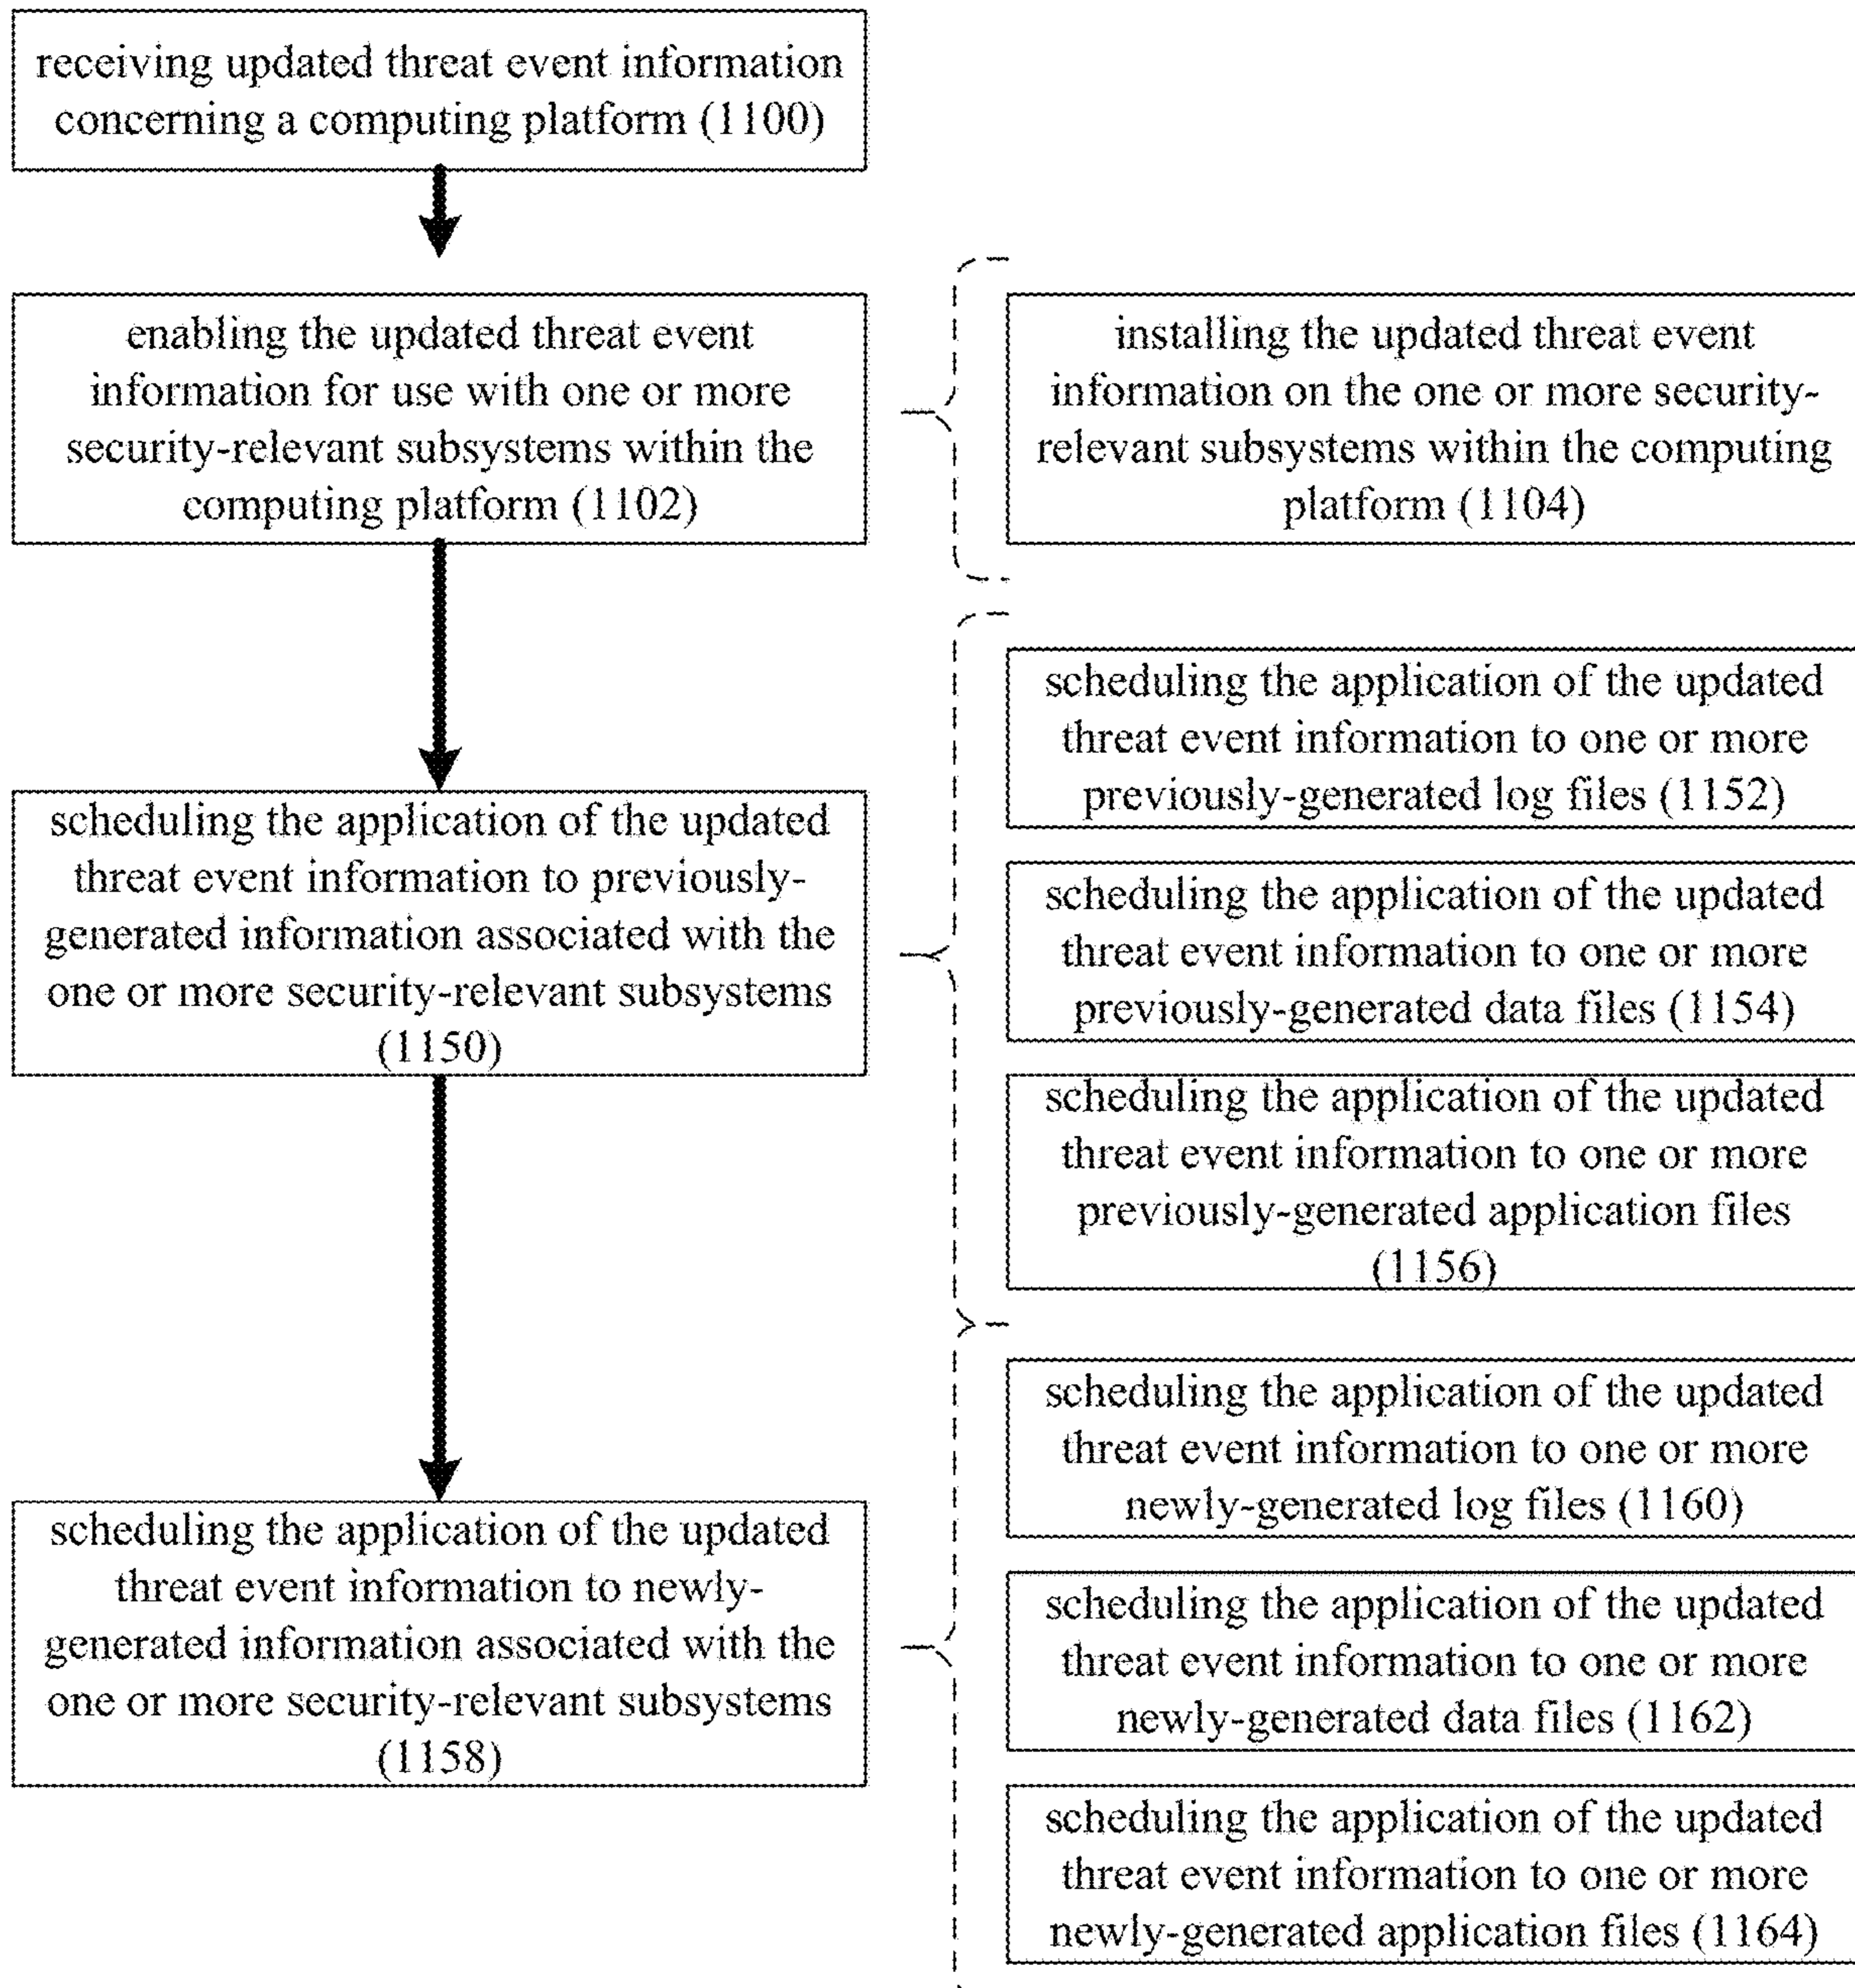 receiving updated threat event information
concerning a computing platform (1100)
enabling the updated threat event
information for use with one or more
security-relevant subsystems within the
computing platform (1102)
installing the updated threat event
information on the one or more security-
relevant subsystems within the computing
platform (1104)
scheduling the application of the updated
threat event information to previously-
generated information associated with the
one or more security-relevant subsystems
(1150)
scheduling the application of the updated
threat event information to one or more
previously-generated log files (1152)
scheduling the application of the updated
threat event information to one or more
previously-generated data files (1154)
scheduling the application of the updated
threat event information to one or more
previously-generated application files
(1156)
scheduling the application of the updated
threat event information to newly-
generated information associated with the
one or more security-relevant subsystems
(1158)
scheduling the application of the updated
threat event information to one or more
newly-generated log files (1160)
scheduling the application of the updated
threat event information to one or more
newly-generated data files (1162)
scheduling the application of the updated
threat event information to one or more
newly-generated application files (1164)